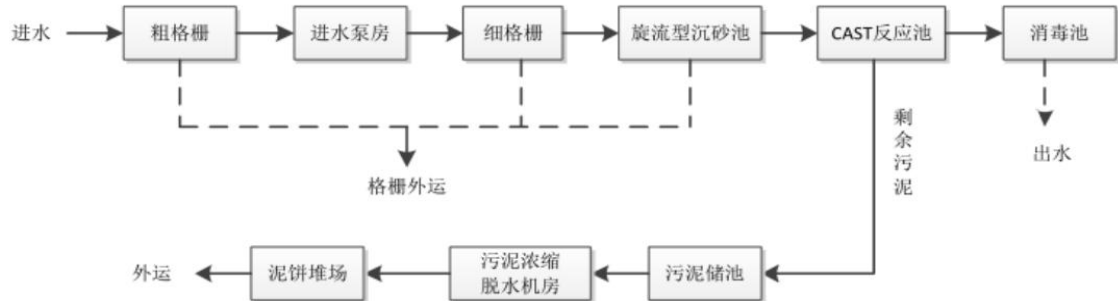 进水
粗格栅
进水泵房
细格栅
旋流型沉砂池
CAST反应池
消毒池
剩余污泥
出水
格栅外运
外运
泥饼堆场
污泥浓缩
脱水机房
污泥储池